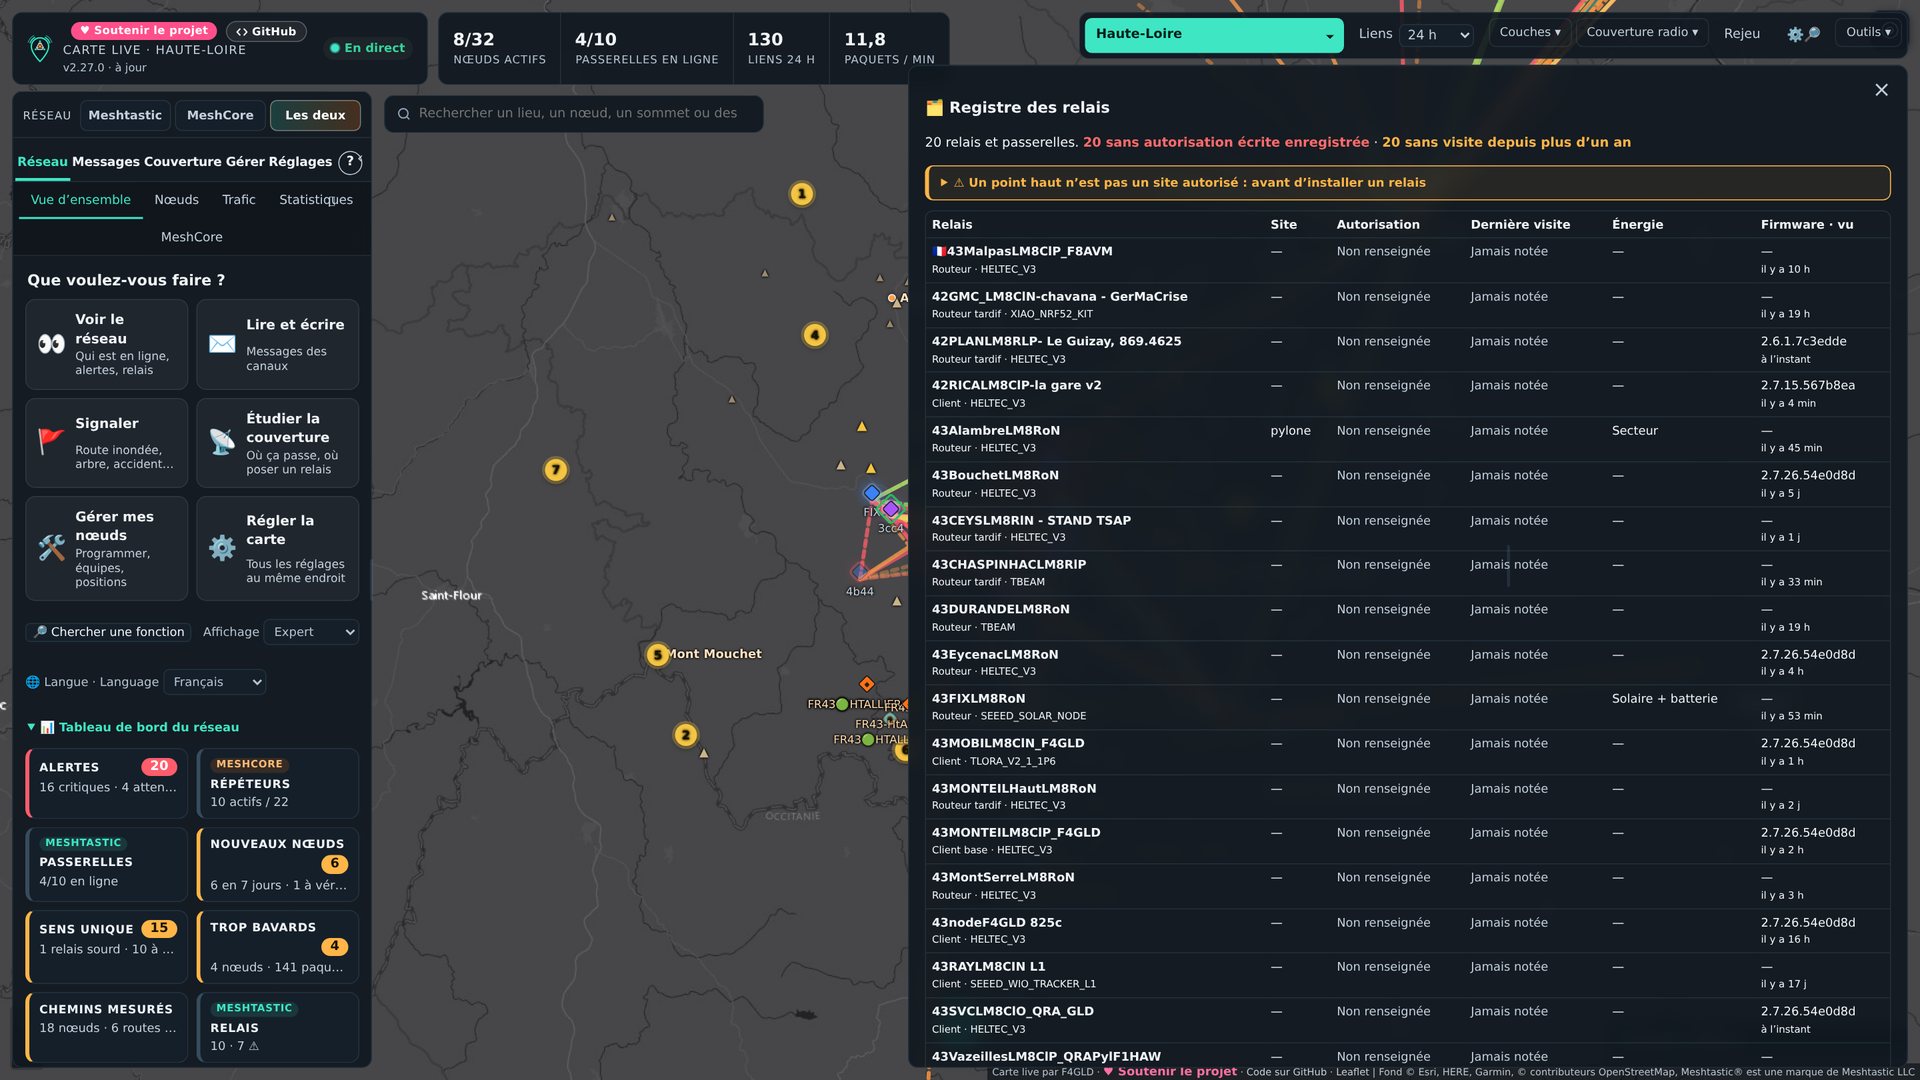 ♥ Soutenir le projet
GitHub
CARTE LIVE · HAUTE-LOIRE
v2.27.0 · à jour
En direct
8/32
NŒUDS ACTIFS
4/10
PASSERELLES EN LIGNE
130
LIENS 24 H
11,8
PAQUETS / MIN
Haute-Loire
Liens
24 h
Couches ▾
Couverture radio ▾
Rejeu
Outils ▾
RÉSEAU
Meshtastic
MeshCore
Les deux
Réseau Messages Couverture Gérer Réglages
?
Vue d’ensemble
Nœuds
Trafic
Statistiques
MeshCore
Que voulez-vous faire ?
Voir le
réseau
Qui est en ligne,
alertes, relais
Lire et écrire
Messages des
canaux
Signaler
Route inondée,
arbre, accident…
Étudier la
couverture
Où ça passe, où
poser un relais
Gérer mes
nœuds
Programmer,
équipes,
positions
Régler la
carte
Tous les réglages
au même endroit
Chercher une fonction
Affichage
Expert
Langue · Language
Français
▼ Tableau de bord du réseau
ALERTES
20
16 critiques · 4 atten…
MESHCORE
RÉPÉTEURS
10 actifs / 22
MESHTASTIC
PASSERELLES
4/10 en ligne
NOUVEAUX NŒUDS
6
6 en 7 jours · 1 à vér…
SENS UNIQUE
15
1 relais sourd · 10 à …
TROP BAVARDS
4
4 nœuds · 141 paqu…
CHEMINS MESURÉS
18 nœuds · 6 routes …
MESHTASTIC
RELAIS
10 · 7 ⚠
Rechercher un lieu, un nœud, un sommet ou des
1
4
7
5
2
Saint-Flour
Mont Mouchet
OCCITANIE
A
FIX
3cc4
4b44
FR43
HTALLIER
FR43-HtA
FR43
HTALL
Registre des relais
20 relais et passerelles. 20 sans autorisation écrite enregistrée · 20 sans visite depuis plus d’un an
▶ ⚠ Un point haut n’est pas un site autorisé : avant d’installer un relais
Relais Site Autorisation Dernière visite Énergie Firmware · vu
43MalpasLM8ClP_F8AVM — Non renseignée Jamais notée — —
Routeur · HELTEC_V3 il y a 10 h
42GMC_LM8ClN-chavana - GerMaCrise — Non renseignée Jamais notée — —
Routeur tardif · XIAO_NRF52_KIT il y a 19 h
42PLANLM8RLP- Le Guizay, 869.4625 — Non renseignée Jamais notée — 2.6.1.7c3edde
Routeur tardif · HELTEC_V3 à l’instant
42RICALM8ClP-la gare v2 — Non renseignée Jamais notée — 2.7.15.567b8ea
Client · HELTEC_V3 il y a 4 min
43AlambreLM8RoN pylone Non renseignée Jamais notée Secteur —
Routeur · HELTEC_V3 il y a 45 min
43BouchetLM8RoN — Non renseignée Jamais notée — 2.7.26.54e0d8d
Routeur · HELTEC_V3 il y a 5 j
43CEYSLM8RlN - STAND TSAP — Non renseignée Jamais notée — —
Routeur tardif · HELTEC_V3 il y a 1 j
43CHASPINHACLM8RlP — Non renseignée Jamais notée — —
Routeur tardif · TBEAM il y a 33 min
43DURANDELM8RoN — Non renseignée Jamais notée — —
Routeur · TBEAM il y a 19 h
43EycenacLM8RoN — Non renseignée Jamais notée — 2.7.26.54e0d8d
Routeur · HELTEC_V3 il y a 4 h
43FIXLM8RoN — Non renseignée Jamais notée Solaire + batterie —
Routeur · SEEED_SOLAR_NODE il y a 53 min
43MOBILM8ClN_F4GLD — Non renseignée Jamais notée — 2.7.26.54e0d8d
Client · TLORA_V2_1_1P6 il y a 1 h
43MONTEILHautLM8RoN — Non renseignée Jamais notée — —
Routeur tardif · HELTEC_V3 il y a 2 j
43MONTEILM8ClP_F4GLD — Non renseignée Jamais notée — 2.7.26.54e0d8d
Client base · HELTEC_V3 il y a 2 h
43MontSerreLM8RoN — Non renseignée Jamais notée — —
Routeur · HELTEC_V3 il y a 3 h
43nodeF4GLD 825c — Non renseignée Jamais notée — 2.7.26.54e0d8d
Client · HELTEC_V3 il y a 16 h
43RAYLM8ClN L1 — Non renseignée Jamais notée — —
Client · SEEED_WIO_TRACKER_L1 il y a 17 j
43SVCLM8ClO_QRA_GLD — Non renseignée Jamais notée — 2.7.26.54e0d8d
Client · HELTEC_V3 à l’instant
43VazeillesLM8ClP_QRAPylF1HAW — Non renseignée Jamais notée — —
Carte live par F4GLD · ♥ Soutenir le projet · Code sur GitHub · Leaflet | Fond © Esri, HERE, Garmin, © contributeurs OpenStreetMap, Meshtastic® est une marque de Meshtastic LLC